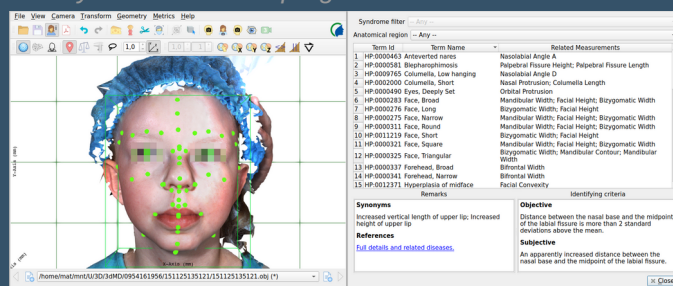 File View Camera Transform Geometry Metrics Help
1,0
1,0
Y-Axis (mm)
X-Axis (mm)
/home/mat/mnt/U/3D/3dMD/0954161956/151125135121/151125135121.obj (*)
Syndrome filter -- Any --
Anatomical region -- Any --
Term Id Term Name Related Measurements
1 HP:0000463 Anteverted nares Nasolabial Angle A
2 HP:0000581 Blepharophimosis Palpebral Fissure Height; Palpebral Fissure Length
3 HP:0009765 Columella, Low hanging Nasolabial Angle D
4 HP:0002000 Columella, Short Nasal Protrusion; Columella Length
5 HP:0000490 Eyes, Deeply Set Orbital Protrusion
6 HP:0000283 Face, Broad Mandibular Width; Facial Height; Bizygomatic Width
7 HP:0000276 Face, Long Bizygomatic Width; Facial Height
8 HP:0000275 Face, Narrow Mandibular Width; Facial Height; Bizygomatic Width
9 HP:0000311 Face, Round Mandibular Width; Facial Height; Bizygomatic Width
10 HP:0011219 Face, Short Bizygomatic Width; Facial Height
11 HP:0000321 Face, Square Mandibular Width; Facial Height; Bizygomatic Width
12 HP:0000325 Face, Triangular Bizygomatic Width; Mandibular Contour; Mandibular
Width
13 HP:0000337 Forehead, Broad Bifrontal Width
14 HP:0000341 Forehead, Narrow Bifrontal Width
15 HP:0012371 Hyperplasia of midface Facial Convexity
Remarks Identifying criteria
Synonyms
Increased vertical length of upper lip; Increased
height of upper lip
References
Full details and related diseases.
Objective
Distance between the nasal base and the midpoint
of the labial fissure is more than 2 standard
deviations above the mean.
Subjective
An apparently increased distance between the
nasal base and the midpoint of the labial fissure.
Close